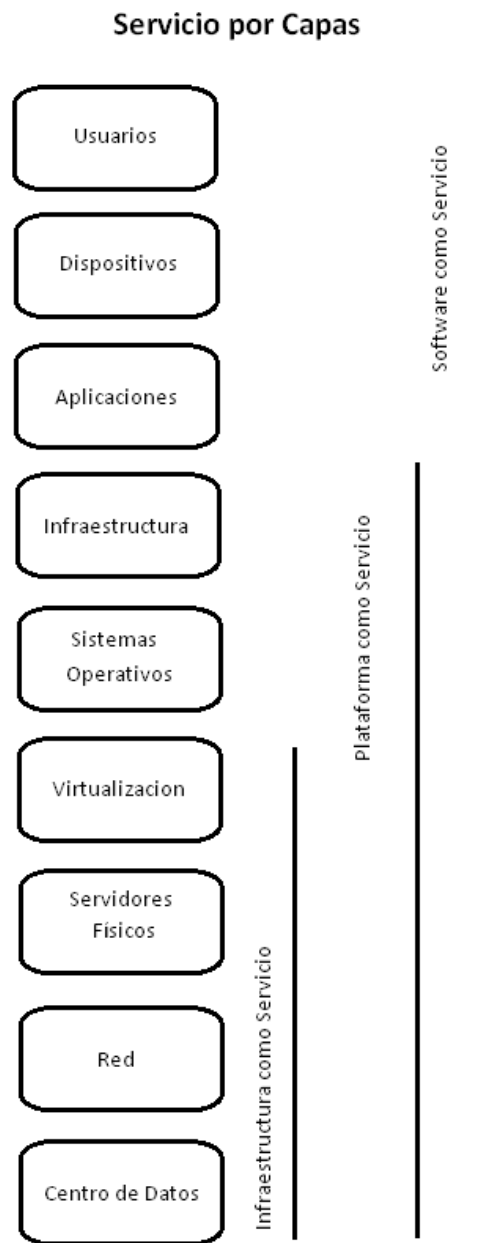 Servicio por Capas
Usuarios
Dispositivos
Aplicaciones
Infraestructura
Sistemas
Operativos
Virtualizacion
Servidores
Físicos
Red
Centro de Datos
Infraestructura como Servicio
Plataforma como Servicio
Software como Servicio